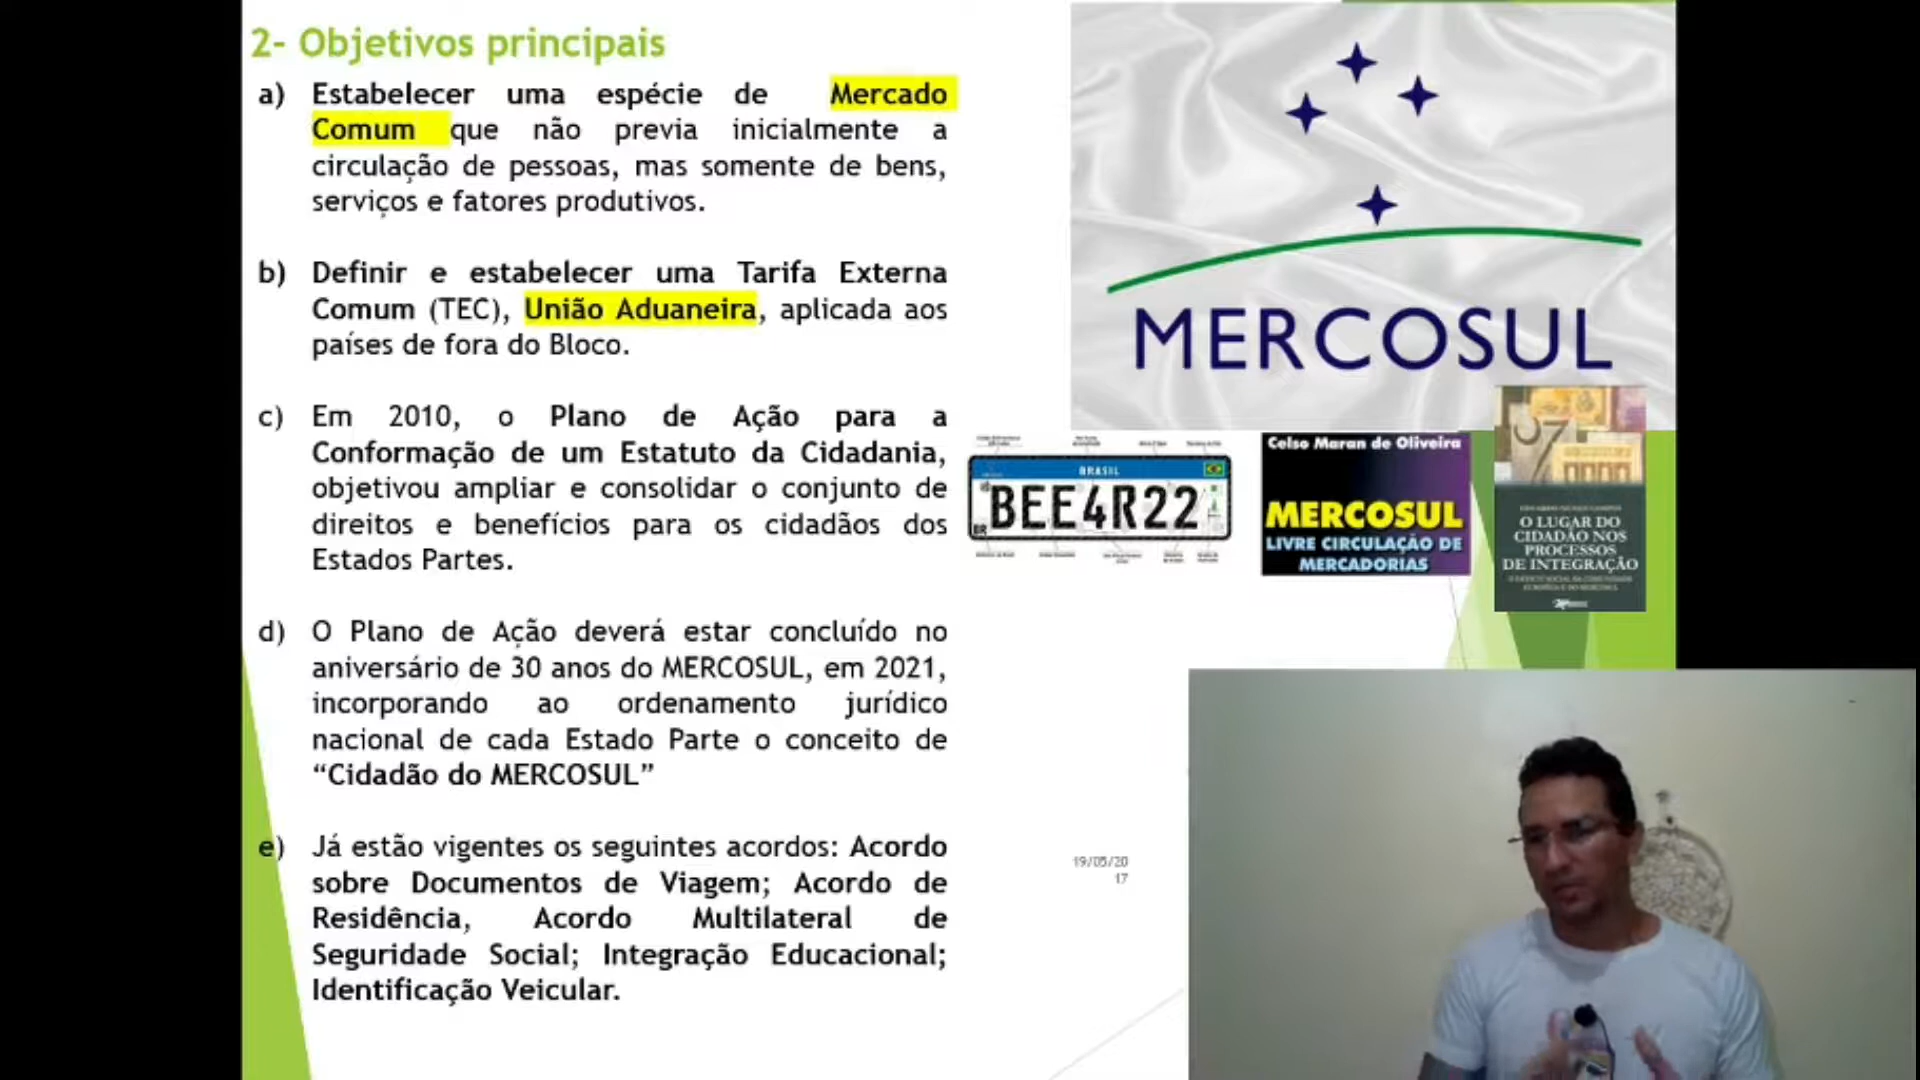 2- Objetivos principais
a) Estabelecer uma espécie de Mercado
Comum que não previa inicialmente a
circulação de pessoas, mas somente de bens,
serviços e fatores produtivos.
b) Definir e estabelecer uma Tarifa Externa
Comum (TEC), União Aduaneira, aplicada aos
países de fora do Bloco.
c) Em 2010, o Plano de Ação para a
Conformação de um Estatuto da Cidadania,
objetivou ampliar e consolidar o conjunto de
direitos e benefícios para os cidadãos dos
Estados Partes.
d) O Plano de Ação deverá estar concluído no
aniversário de 30 anos do MERCOSUL, em 2021,
incorporando ao ordenamento jurídico
nacional de cada Estado Parte o conceito de
“Cidadão do MERCOSUL”
e) Já estão vigentes os seguintes acordos: Acordo
sobre Documentos de Viagem; Acordo de
Residência, Acordo Multilateral de
Seguridade Social; Integração Educacional;
Identificação Veicular.
MERCOSUL
BRASIL
BEE4R22
BR
Celso Maran de Oliveira
MERCOSUL
LIVRE CIRCULAÇÃO DE
MERCADORIAS
O LUGAR DO
CIDADÃO NOS
PROCESSOS
DE INTEGRAÇÃO
19/05/20
17